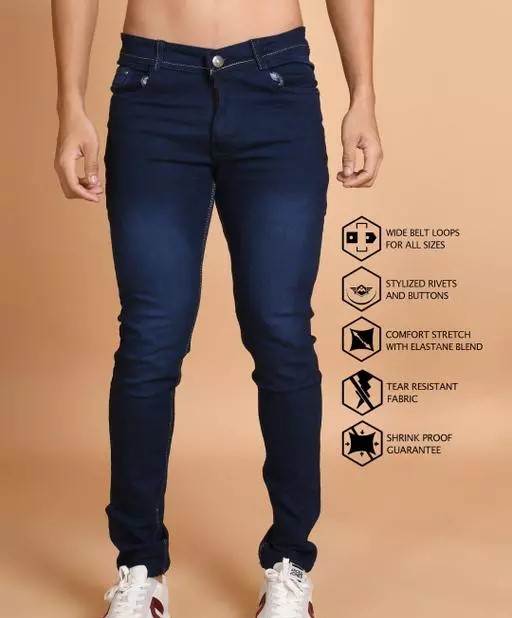 WIDE BELT LOOPS
FOR ALL SIZES
STYLIZED RIVETS
AND BUTTONS
COMFORT STRETCH
WITH ELASTANE BLEND
TEAR RESISTANT
FABRIC
SHRINK PROOF
GUARANTEE